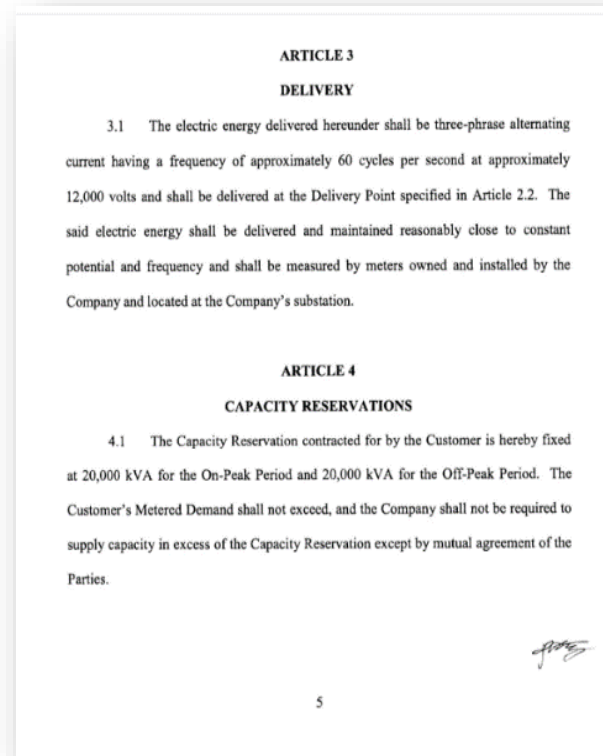 ARTICLE 3
DELIVERY
3.1 The electric energy delivered hereunder shall be three-phrase alternating
current having a frequency of approximately 60 cycles per second at approximately
12,000 volts and shall be delivered at the Delivery Point specified in Article 2.2. The
said electric energy shall be delivered and maintained reasonably close to constant
potential and frequency and shall be measured by meters owned and installed by the
Company and located at the Company's substation.
ARTICLE 4
CAPACITY RESERVATIONS
4.1 The Capacity Reservation contracted for by the Customer is hereby fixed
at 20,000 kVA for the On-Peak Period and 20,000 kVA for the Off-Peak Period. The
Customer's Metered Demand shall not exceed, and the Company shall not be required to
supply capacity in excess of the Capacity Reservation except by mutual agreement of the
Parties.
5